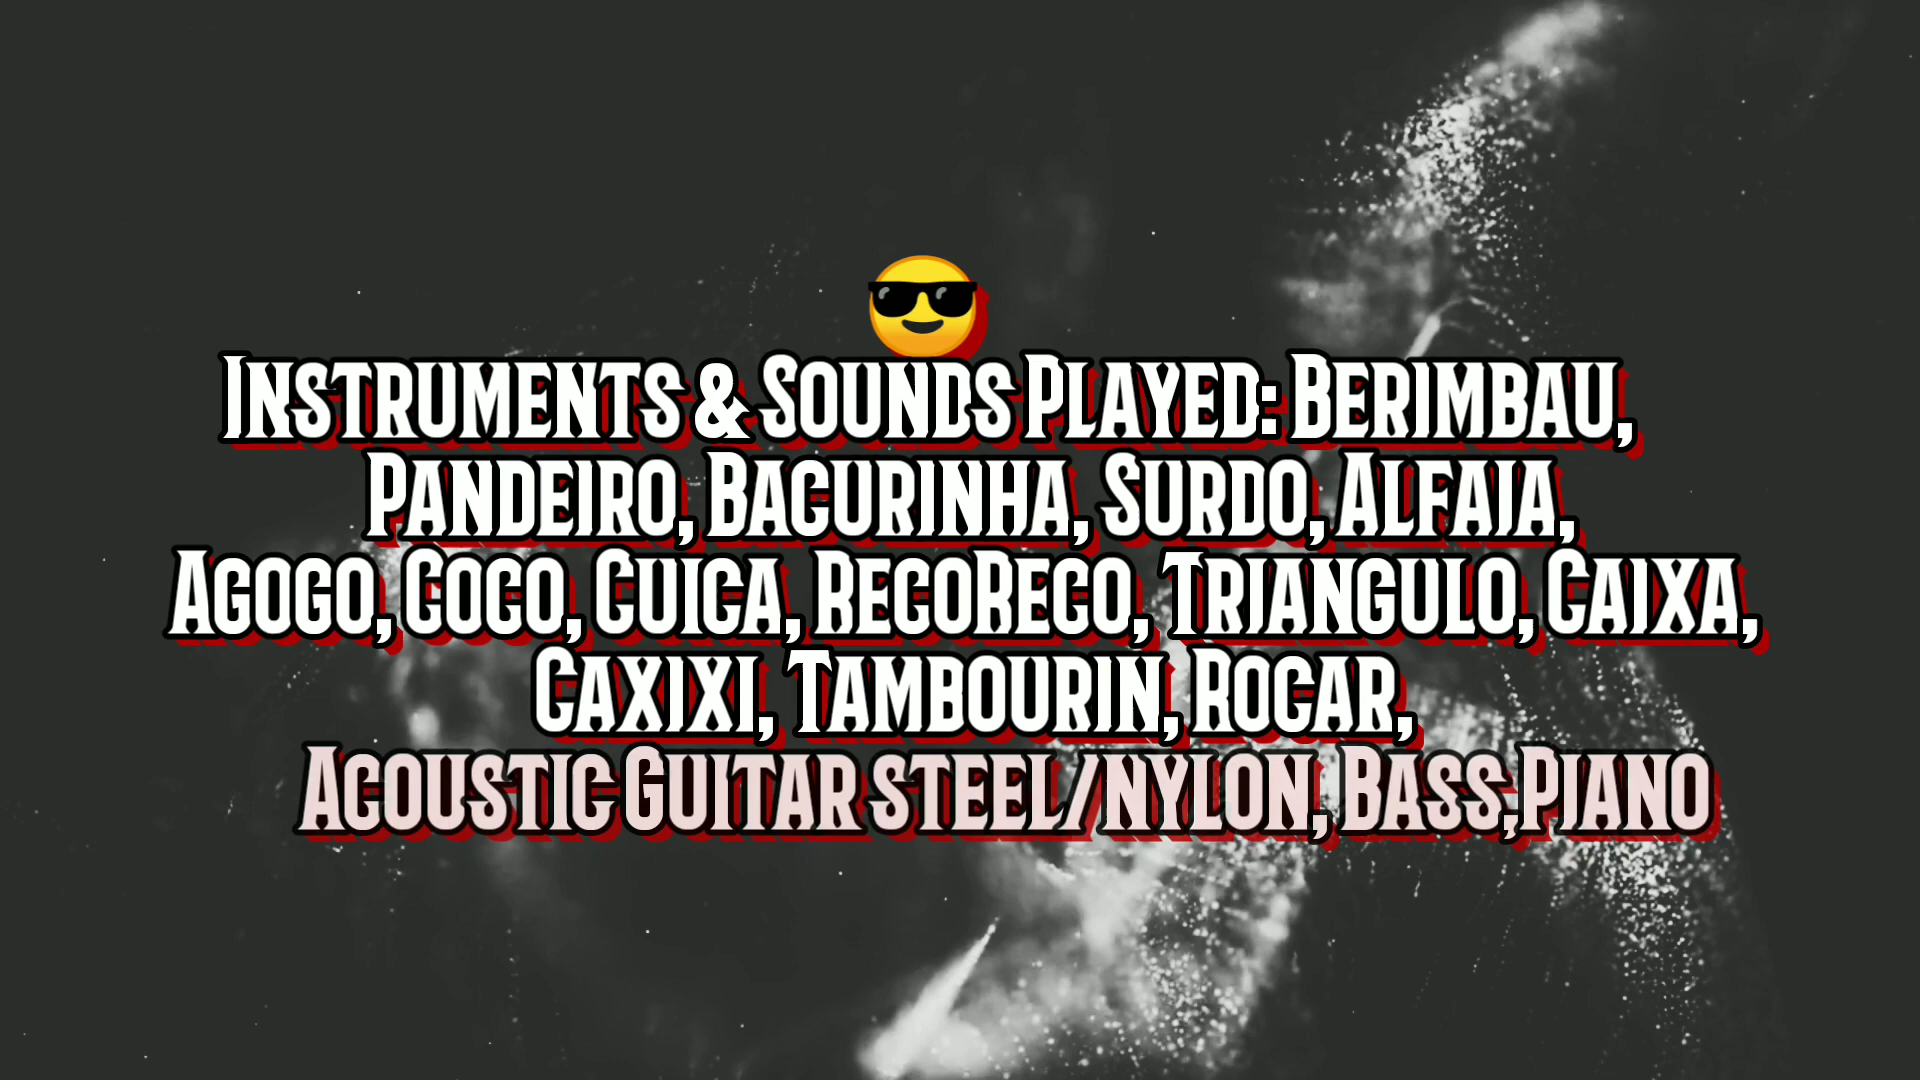 😎
Instruments & Sounds Played: Berimbau,
Pandeiro, Bacurinha, Surdo, Alfaia,
Agogo, Coco, Cuica, RecoReco, Triangulo, Caixa,
Caxixi, Tambourin, Rocar,
Acoustic Guitar steel/nylon, Bass,Piano